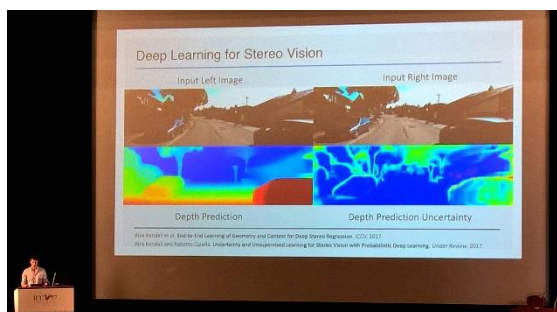 Deep Learning for Stereo Vision
Input Left Image
Input Right Image
Depth Prediction
Depth Prediction Uncertainty
Alex Kendall et al. End-to-End Learning of Geometry and Context for Deep Stereo Regression. ICCV, 2017
Alex Kendall and Roberto Cipolla. Uncertainty and Unsupervised Learning for Stereo Vision with Probabilistic Deep Learning. Under Review, 2017.
ICCV17